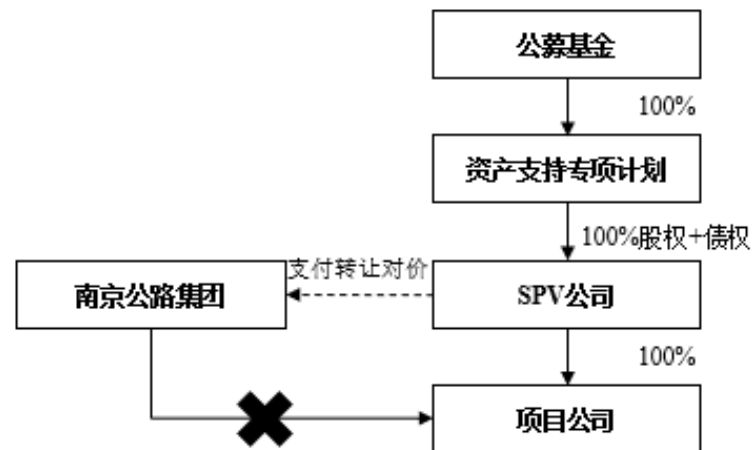 公募基金
100%
资产支持专项计划
100%股权+债权
支付转让对价
南京公路集团
SPV公司
100%
项目公司